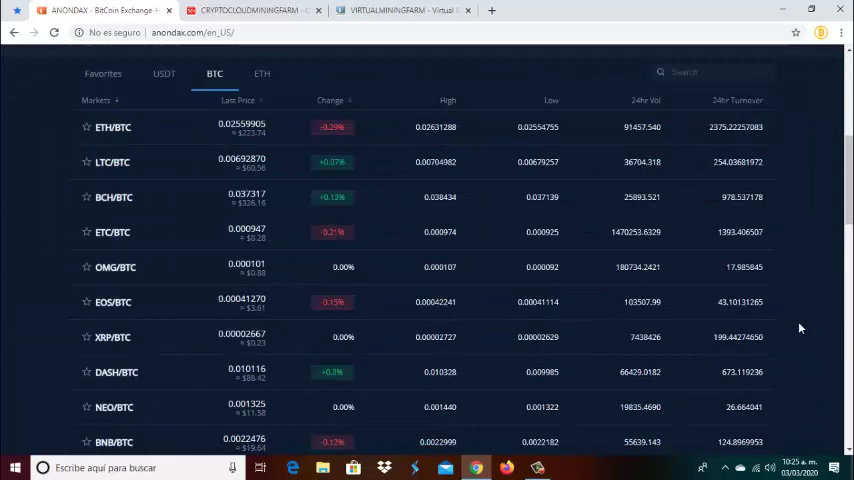 ANONDAX - BitCoin Exchange-H
CRYPTOCLOUDMININGFARM - C
VIRTUALMININGFARM - Virtual F
No es seguro | anondax.com/en_US/
Favorites USDT BTC ETH Search
Markets Last Price Change High Low 24hr Vol 24hr Turnover
ETH/BTC 0.02559905 -0.29% 0.02631288 0.02554755 91457.540 2375.22257083
≈ $223.74
LTC/BTC 0.00692870 +0.07% 0.00704982 0.00679257 36704.318 254.03681972
≈ $60.56
BCH/BTC 0.037317 +0.13% 0.038434 0.037139 25893.521 978.537178
≈ $326.16
ETC/BTC 0.000947 -0.21% 0.000974 0.000925 1470253.6329 1393.406507
≈ $8.28
OMG/BTC 0.000101 0.00% 0.000107 0.000092 180734.2421 17.985845
≈ $0.88
EOS/BTC 0.00041270 -0.15% 0.00042241 0.00041114 103507.99 43.10131265
≈ $3.61
XRP/BTC 0.00002667 0.00% 0.00002727 0.00002629 7438426 199.44274650
≈ $0.23
DASH/BTC 0.010116 +0.8% 0.010328 0.009985 66429.0182 673.119236
≈ $88.42
NEO/BTC 0.001325 0.00% 0.001440 0.001322 19835.4690 26.664041
≈ $11.58
BNB/BTC 0.0022476 -0.12% 0.0022999 0.0022182 55639.143 124.8969953
≈ $19.64
Escribe aquí para buscar
10:25 a. m.
03/03/2020